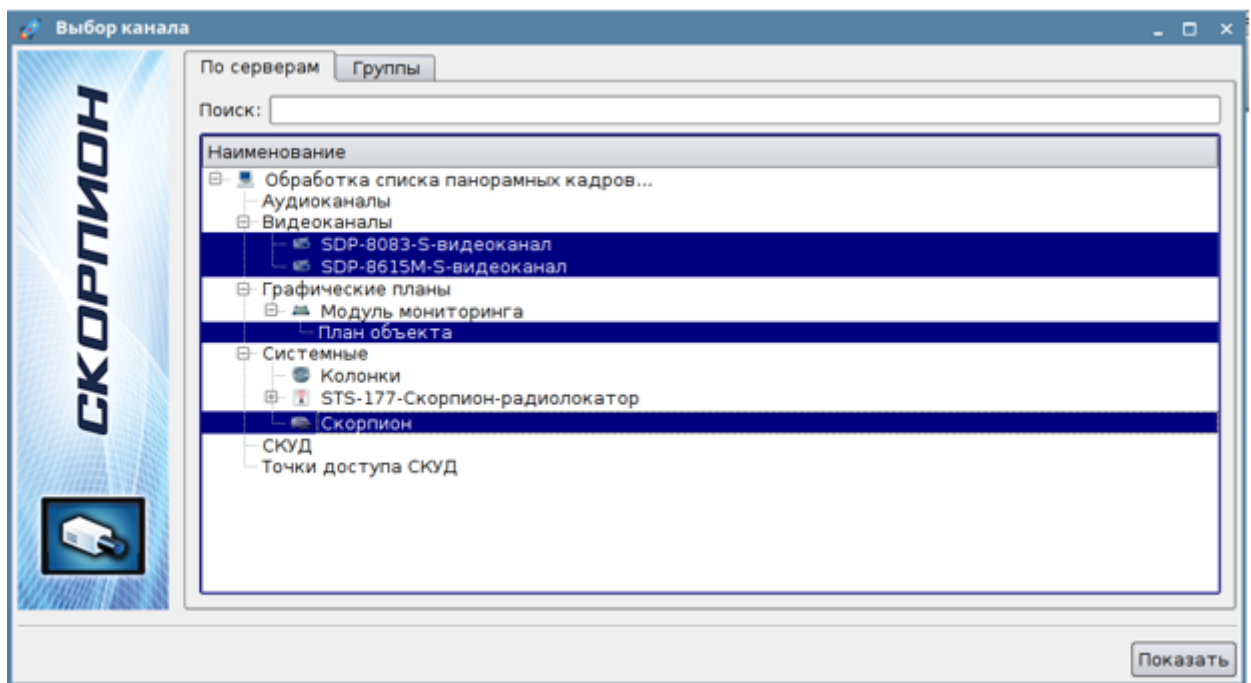 Выбор канала
СКОРПИОН
По серверам Группы
Поиск:
Наименование
Обработка списка панорамных кадров...
Аудиоканалы
Видеоканалы
SDP-8083-S-видеоканал
SDP-8615M-S-видеоканал
Графические планы
Модуль мониторинга
План объекта
Системные
Колонки
STS-177-Скорпион-радиолокатор
Скорпион
СКУД
Точки доступа СКУД
Показать